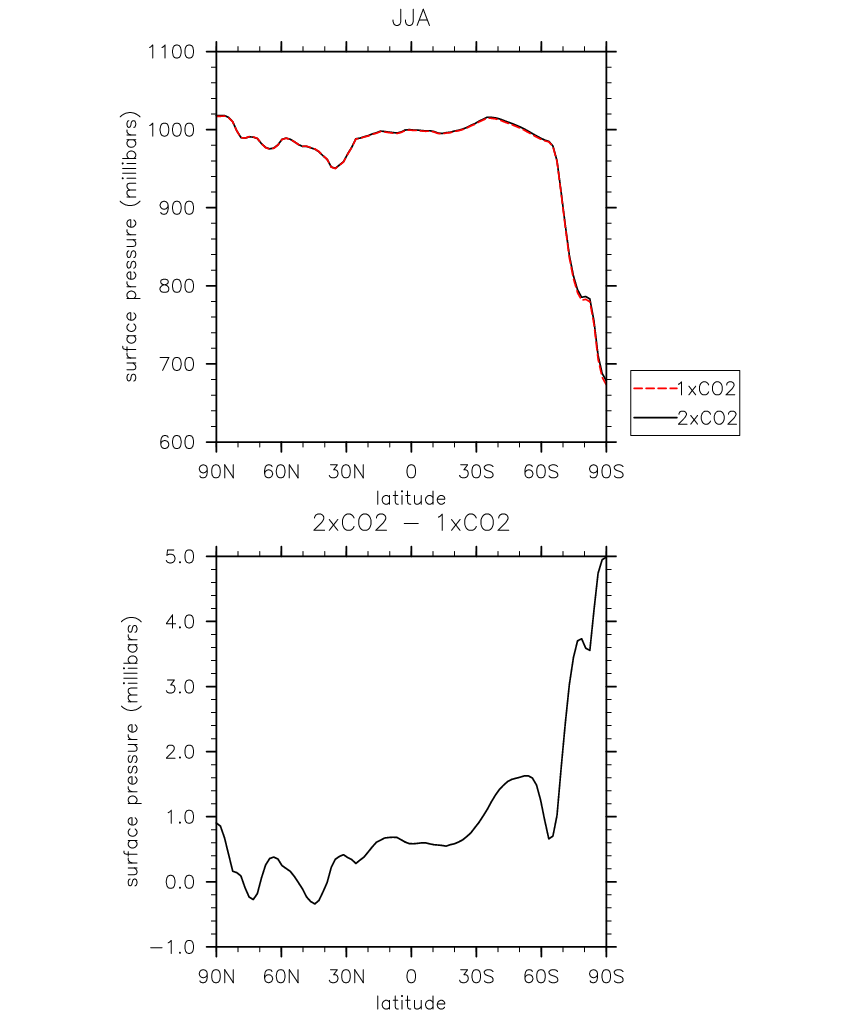 JJA
1100
1000
900
800
700
600
surface pressure (millibars)
90N 60N 30N 0 30S 60S 90S
latitude
1xCO2
2xCO2
2xCO2 − 1xCO2
5.0
4.0
3.0
2.0
1.0
0.0
−1.0
surface pressure (millibars)
90N 60N 30N 0 30S 60S 90S
latitude